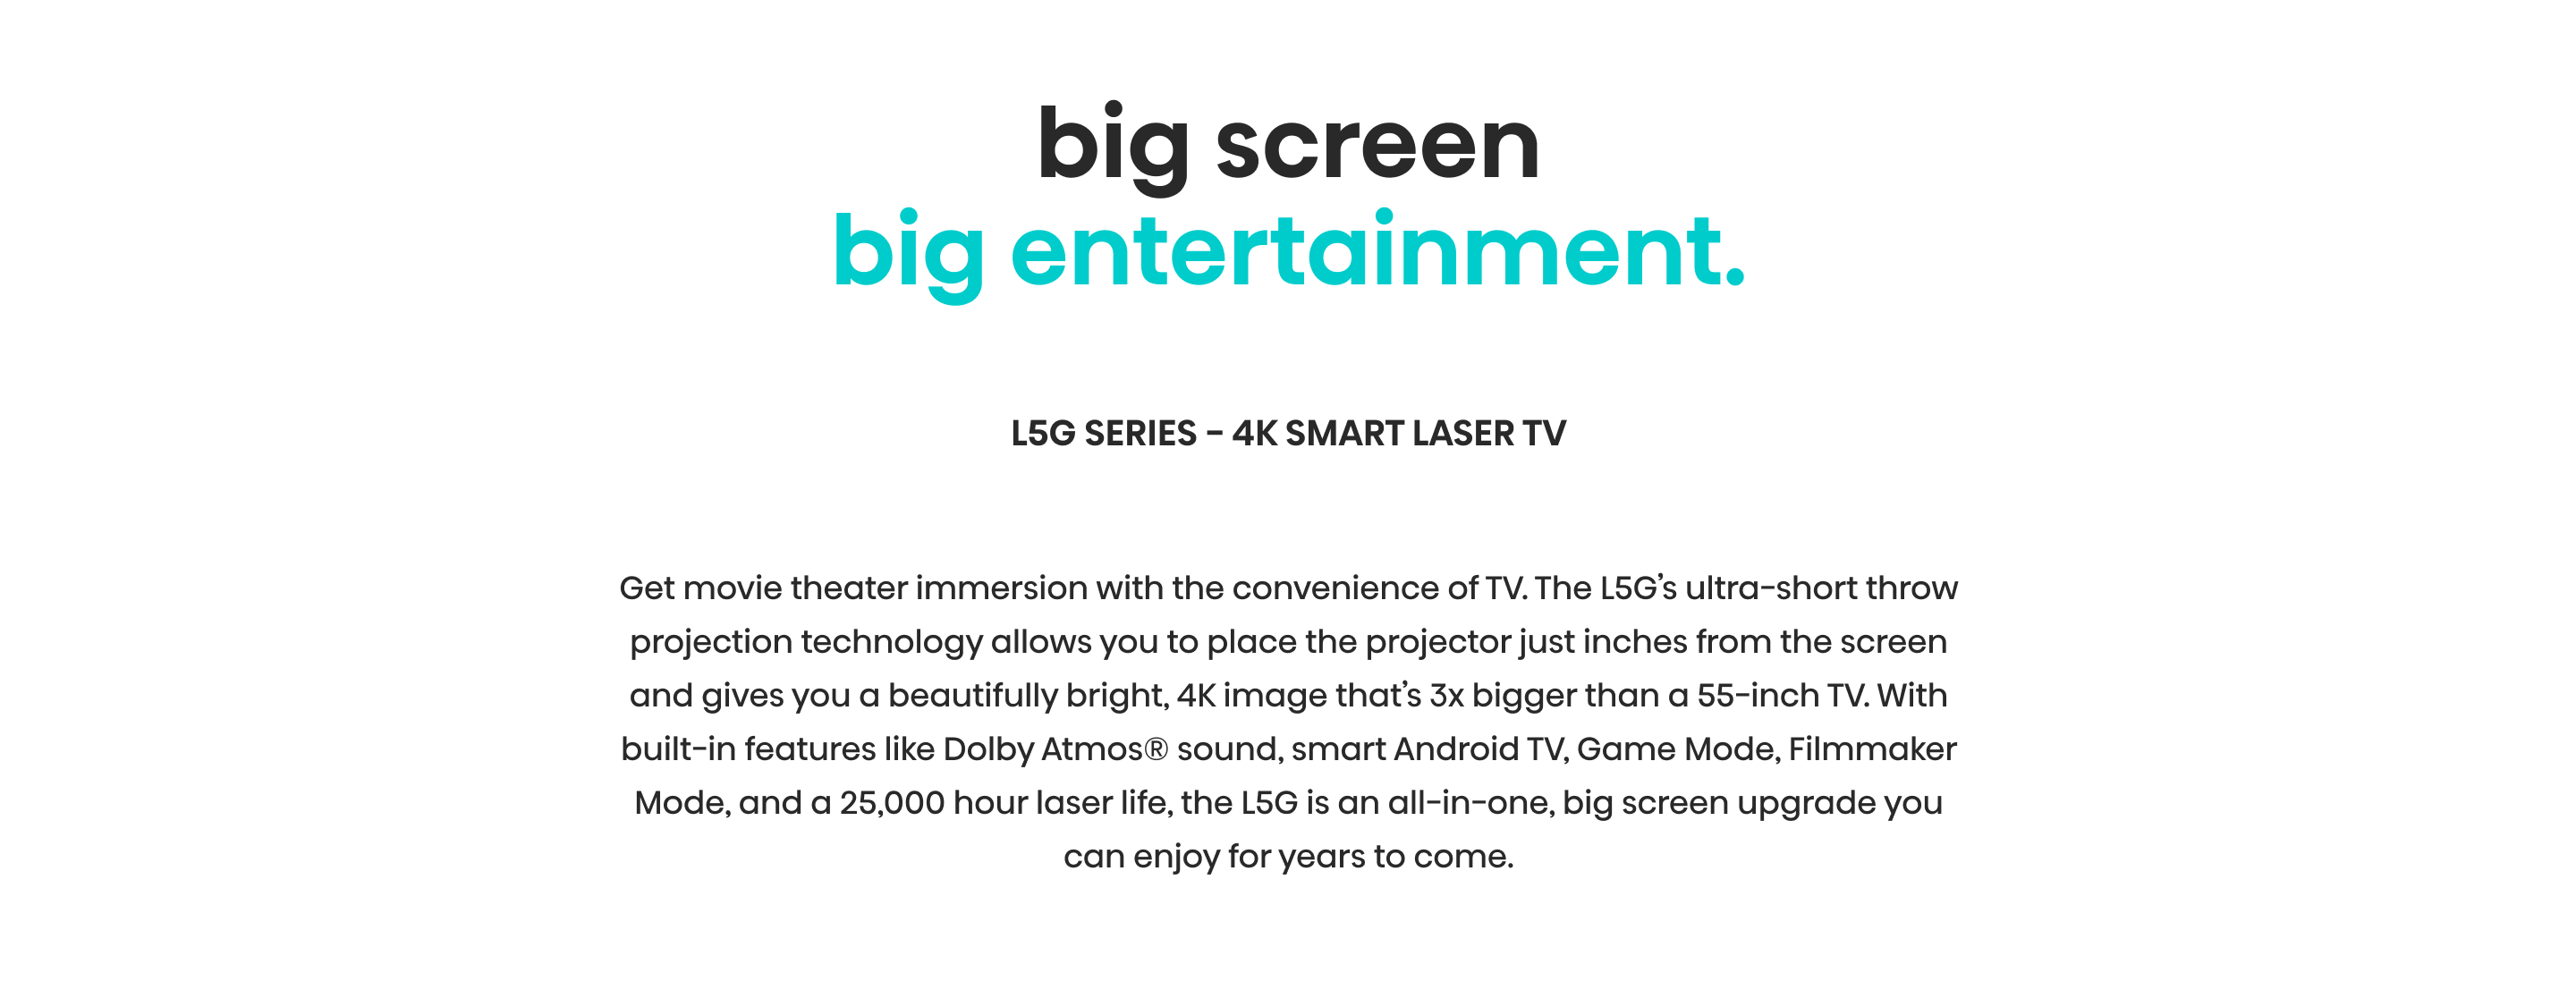 big screen
big entertainment.
L5G SERIES – 4K SMART LASER TV
Get movie theater immersion with the convenience of TV. The L5G’s ultra-short throw
projection technology allows you to place the projector just inches from the screen
and gives you a beautifully bright, 4K image that’s 3x bigger than a 55-inch TV. With
built-in features like Dolby Atmos® sound, smart Android TV, Game Mode, Filmmaker
Mode, and a 25,000 hour laser life, the L5G is an all-in-one, big screen upgrade you
can enjoy for years to come.